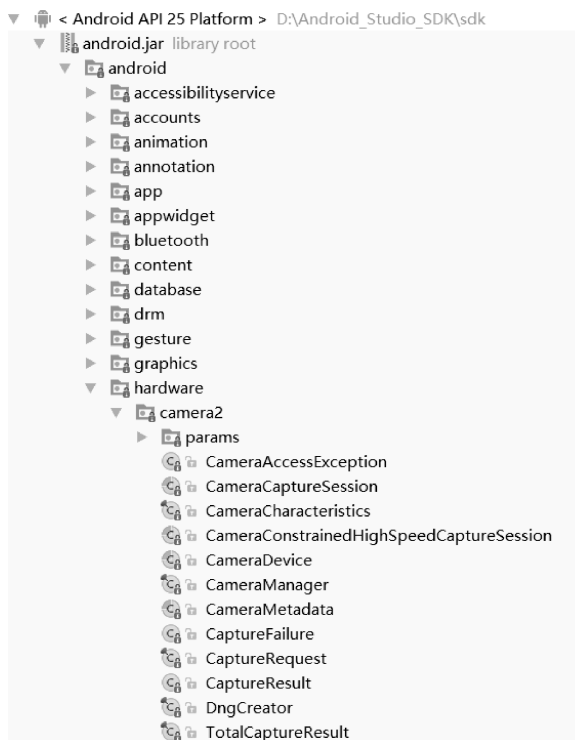 < Android API 25 Platform > D:\Android_Studio_SDK\sdk
android.jar library root
android
accessibilityservice
accounts
animation
annotation
app
appwidget
bluetooth
content
database
drm
gesture
graphics
hardware
camera2
params
CameraAccessException
CameraCaptureSession
CameraCharacteristics
CameraConstrainedHighSpeedCaptureSession
CameraDevice
CameraManager
CameraMetadata
CaptureFailure
CaptureRequest
CaptureResult
DngCreator
TotalCaptureResult